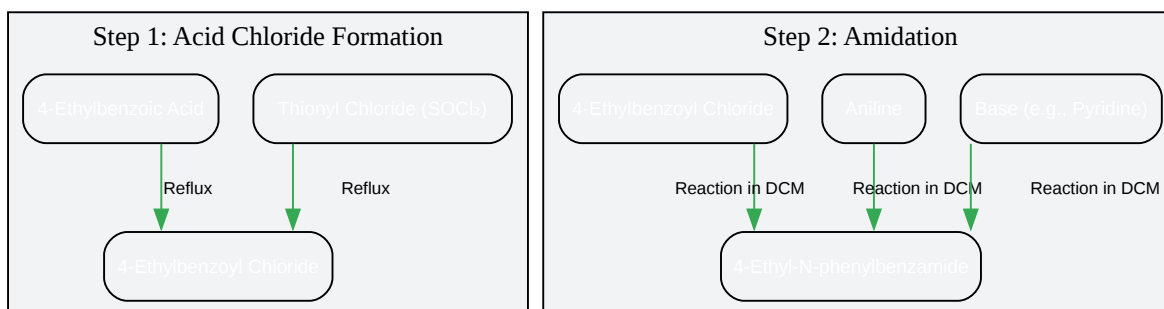 Step 1: Acid Chloride Formation
4-Ethylbenzoic Acid
Thionyl Chloride (SOCl₂)
Reflux
Reflux
4-Ethylbenzoyl Chloride
Step 2: Amidation
4-Ethylbenzoyl Chloride
Aniline
Base (e.g., Pyridine)
Reaction in DCM
Reaction in DCM
Reaction in DCM
4-Ethyl-N-phenylbenzamide